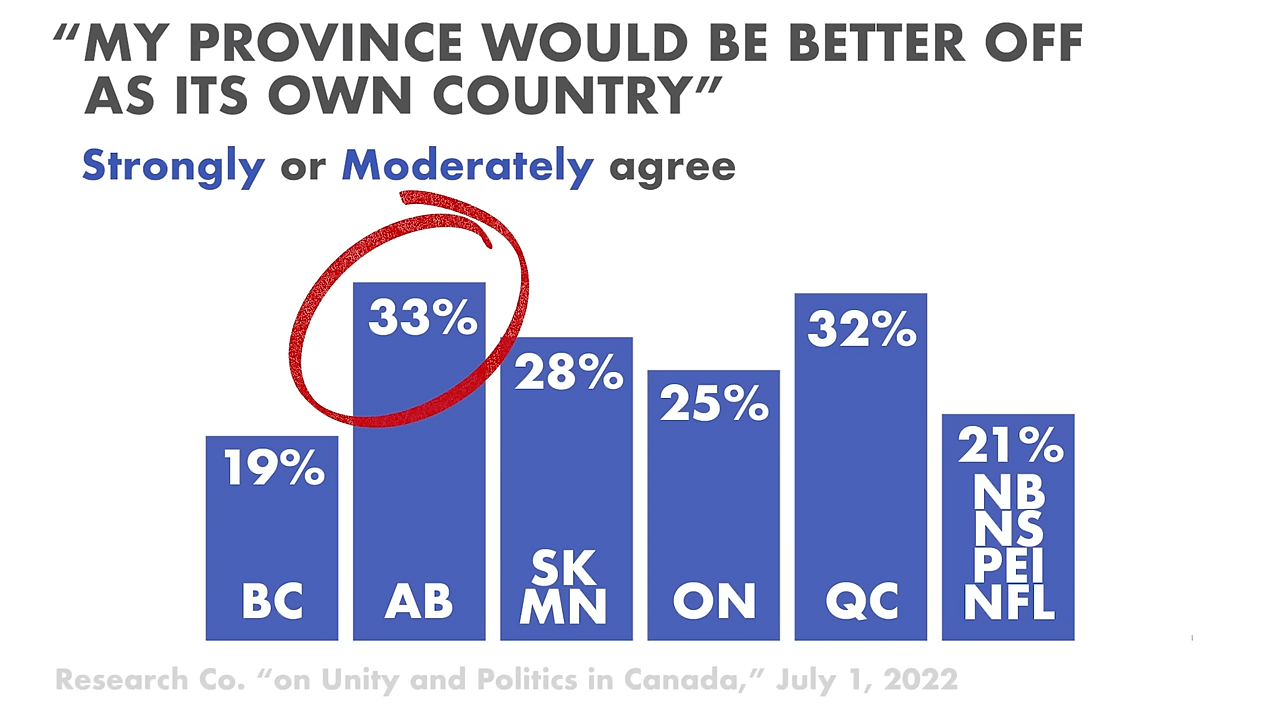 “MY PROVINCE WOULD BE BETTER OFF
AS ITS OWN COUNTRY”
Strongly or Moderately agree
19%
BC
33%
AB
28%
SK
MN
25%
ON
32%
QC
21%
NB
NS
PEI
NFL
Research Co. “on Unity and Politics in Canada,” July 1, 2022